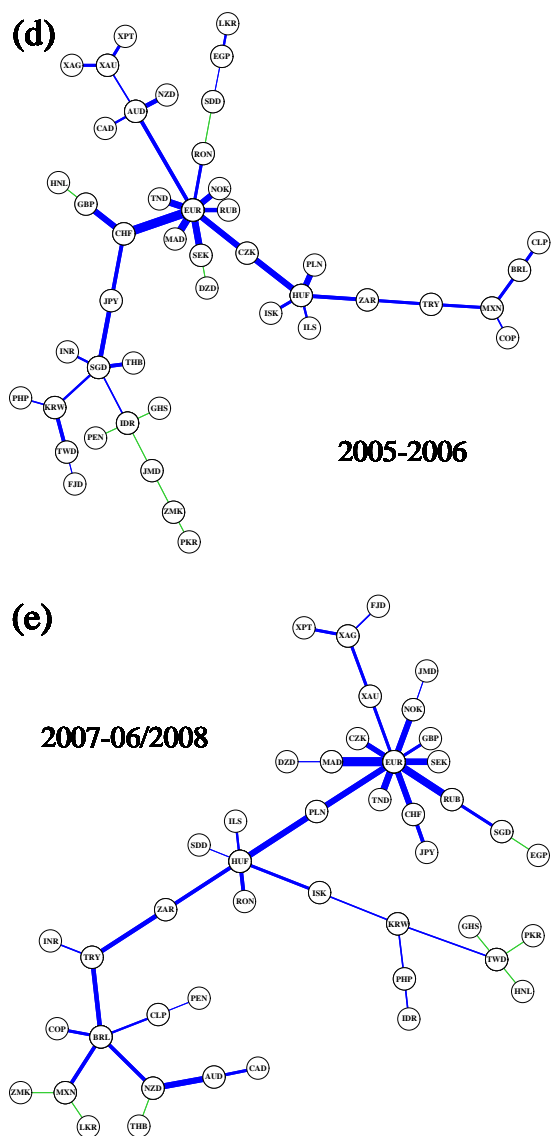 (d)
XPT
LKR
XAG
XAU
EGP
NZD
AUD
SDD
CAD
RON
HNL
GBP
TND
NOK
EUR
RUB
CHF
MAD
SEK
CZK
PLN
DZD
HUF
CLP
BRL
JPY
ISK
ILS
ZAR
TRY
MXN
COP
INR
SGD
THB
PHP
KRW
GHS
PEN
IDR
TWD
JMD
FJD
ZMK
PKR
2005-2006
(e)
FJD
XPT
XAG
JMD
XAU
NOK
2007-06/2008
CZK
GBP
DZD
MAD
EUR
SEK
TND
RUB
PLN
CHF
ILS
SGD
SDD
JPY
EGP
HUF
RON
ISK
ZAR
KRW
GHS
PKR
INR
TRY
TWD
PHP
HNL
PEN
CLP
IDR
COP
BRL
AUD
CAD
ZMK
MXN
NZD
LKR
THB